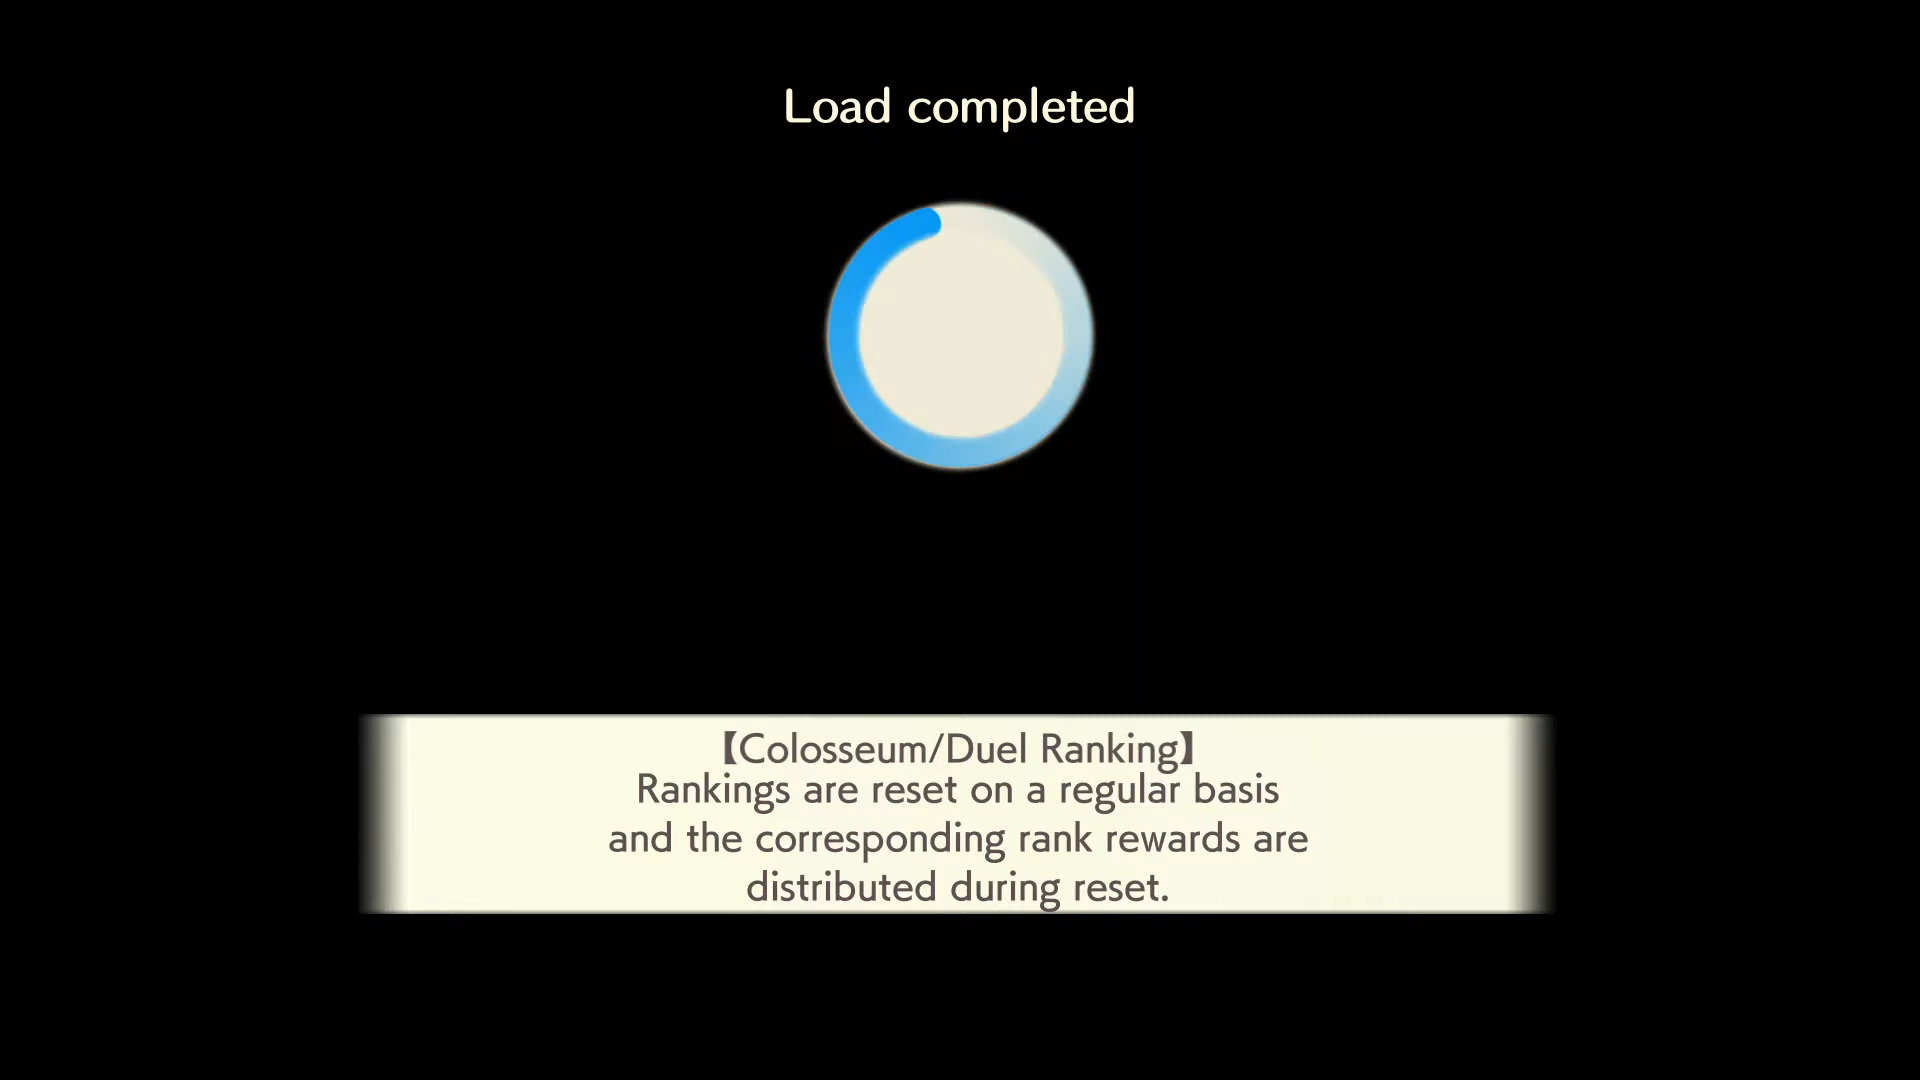 Load completed
【Colosseum/Duel Ranking】
Rankings are reset on a regular basis
and the corresponding rank rewards are
distributed during reset.